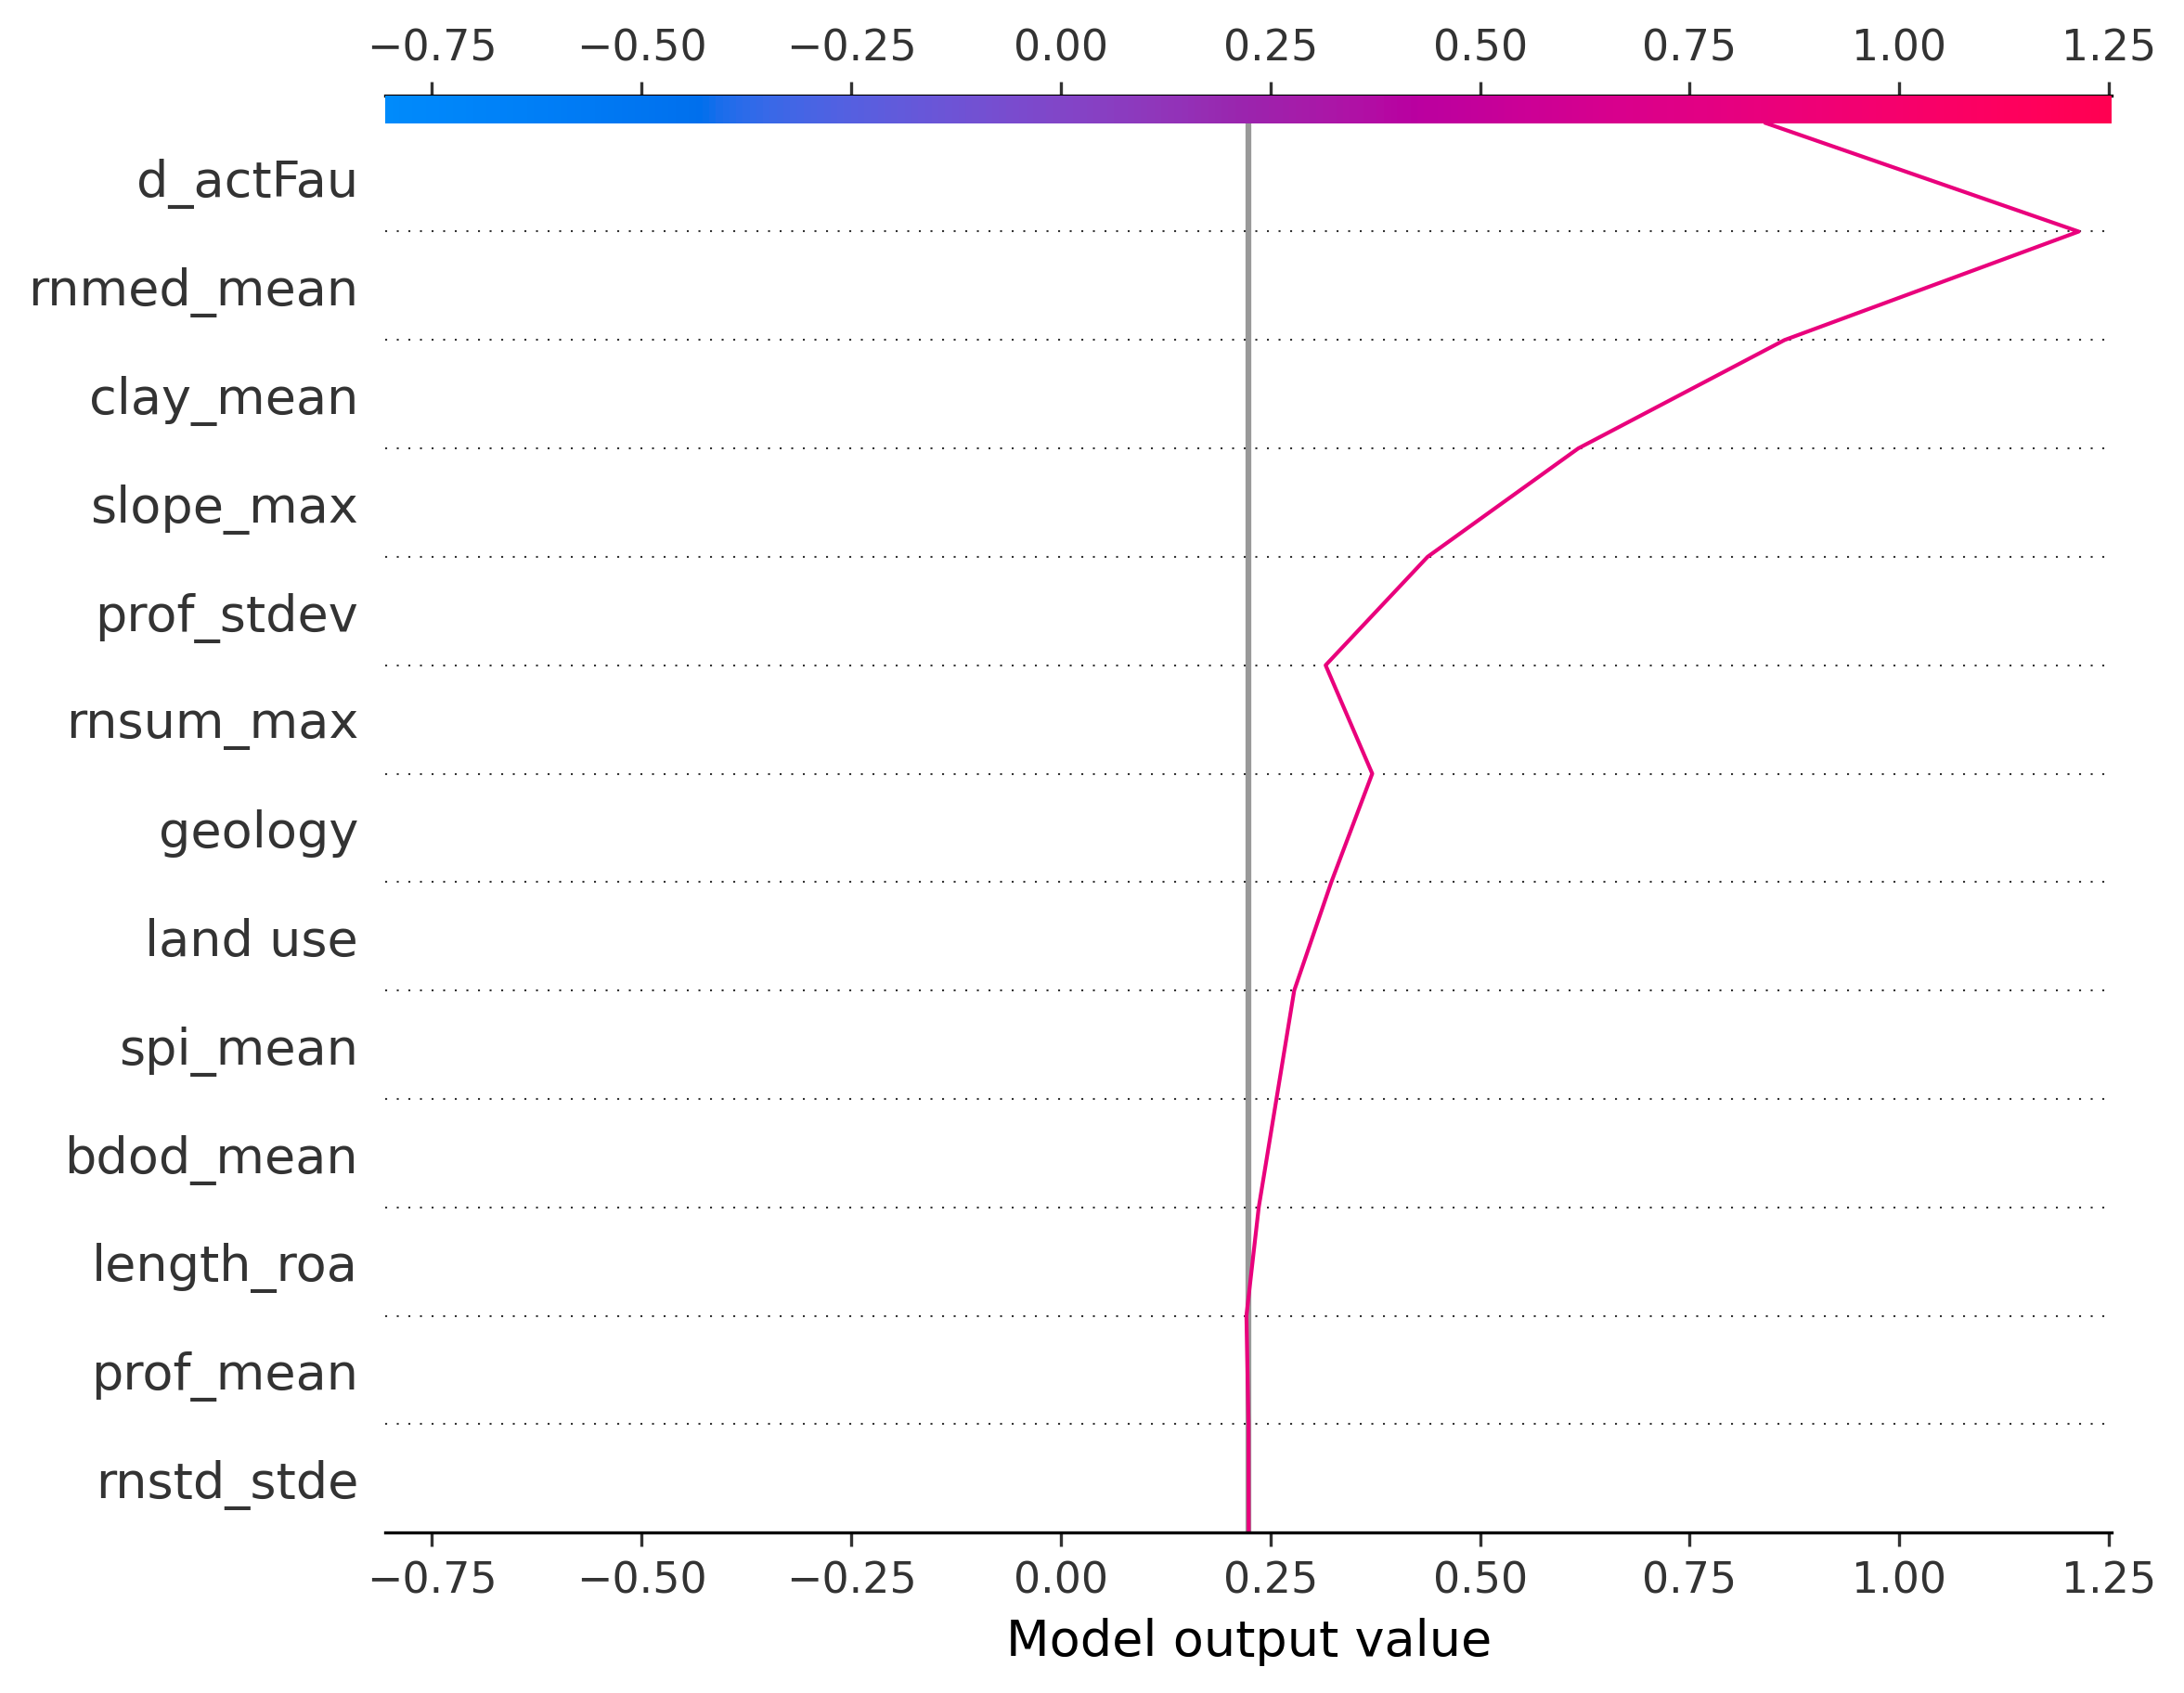 −0.75 −0.50 −0.25 0.00 0.25 0.50 0.75 1.00 1.25
d_actFau
rnmed_mean
clay_mean
slope_max
prof_stdev
rnsum_max
geology
land use
spi_mean
bdod_mean
length_roa
prof_mean
rnstd_stde
−0.75 −0.50 −0.25 0.00 0.25 0.50 0.75 1.00 1.25
Model output value